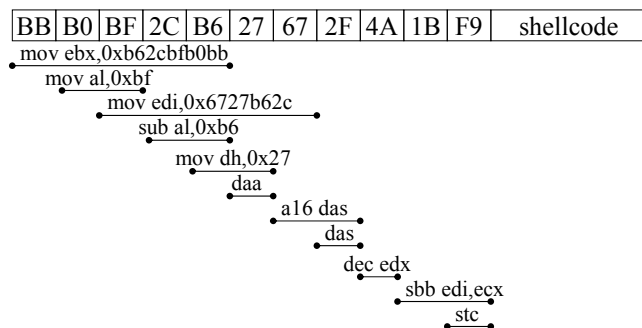 BB B0 BF 2C B6 27 67 2F 4A 1B F9 shellcode
mov ebx,0xb62cbfb0bb
mov al,0xbf
mov edi,0x6727b62c
sub al,0xb6
mov dh,0x27
daa
a16 das
das
dec edx
sbb edi,ecx
stc